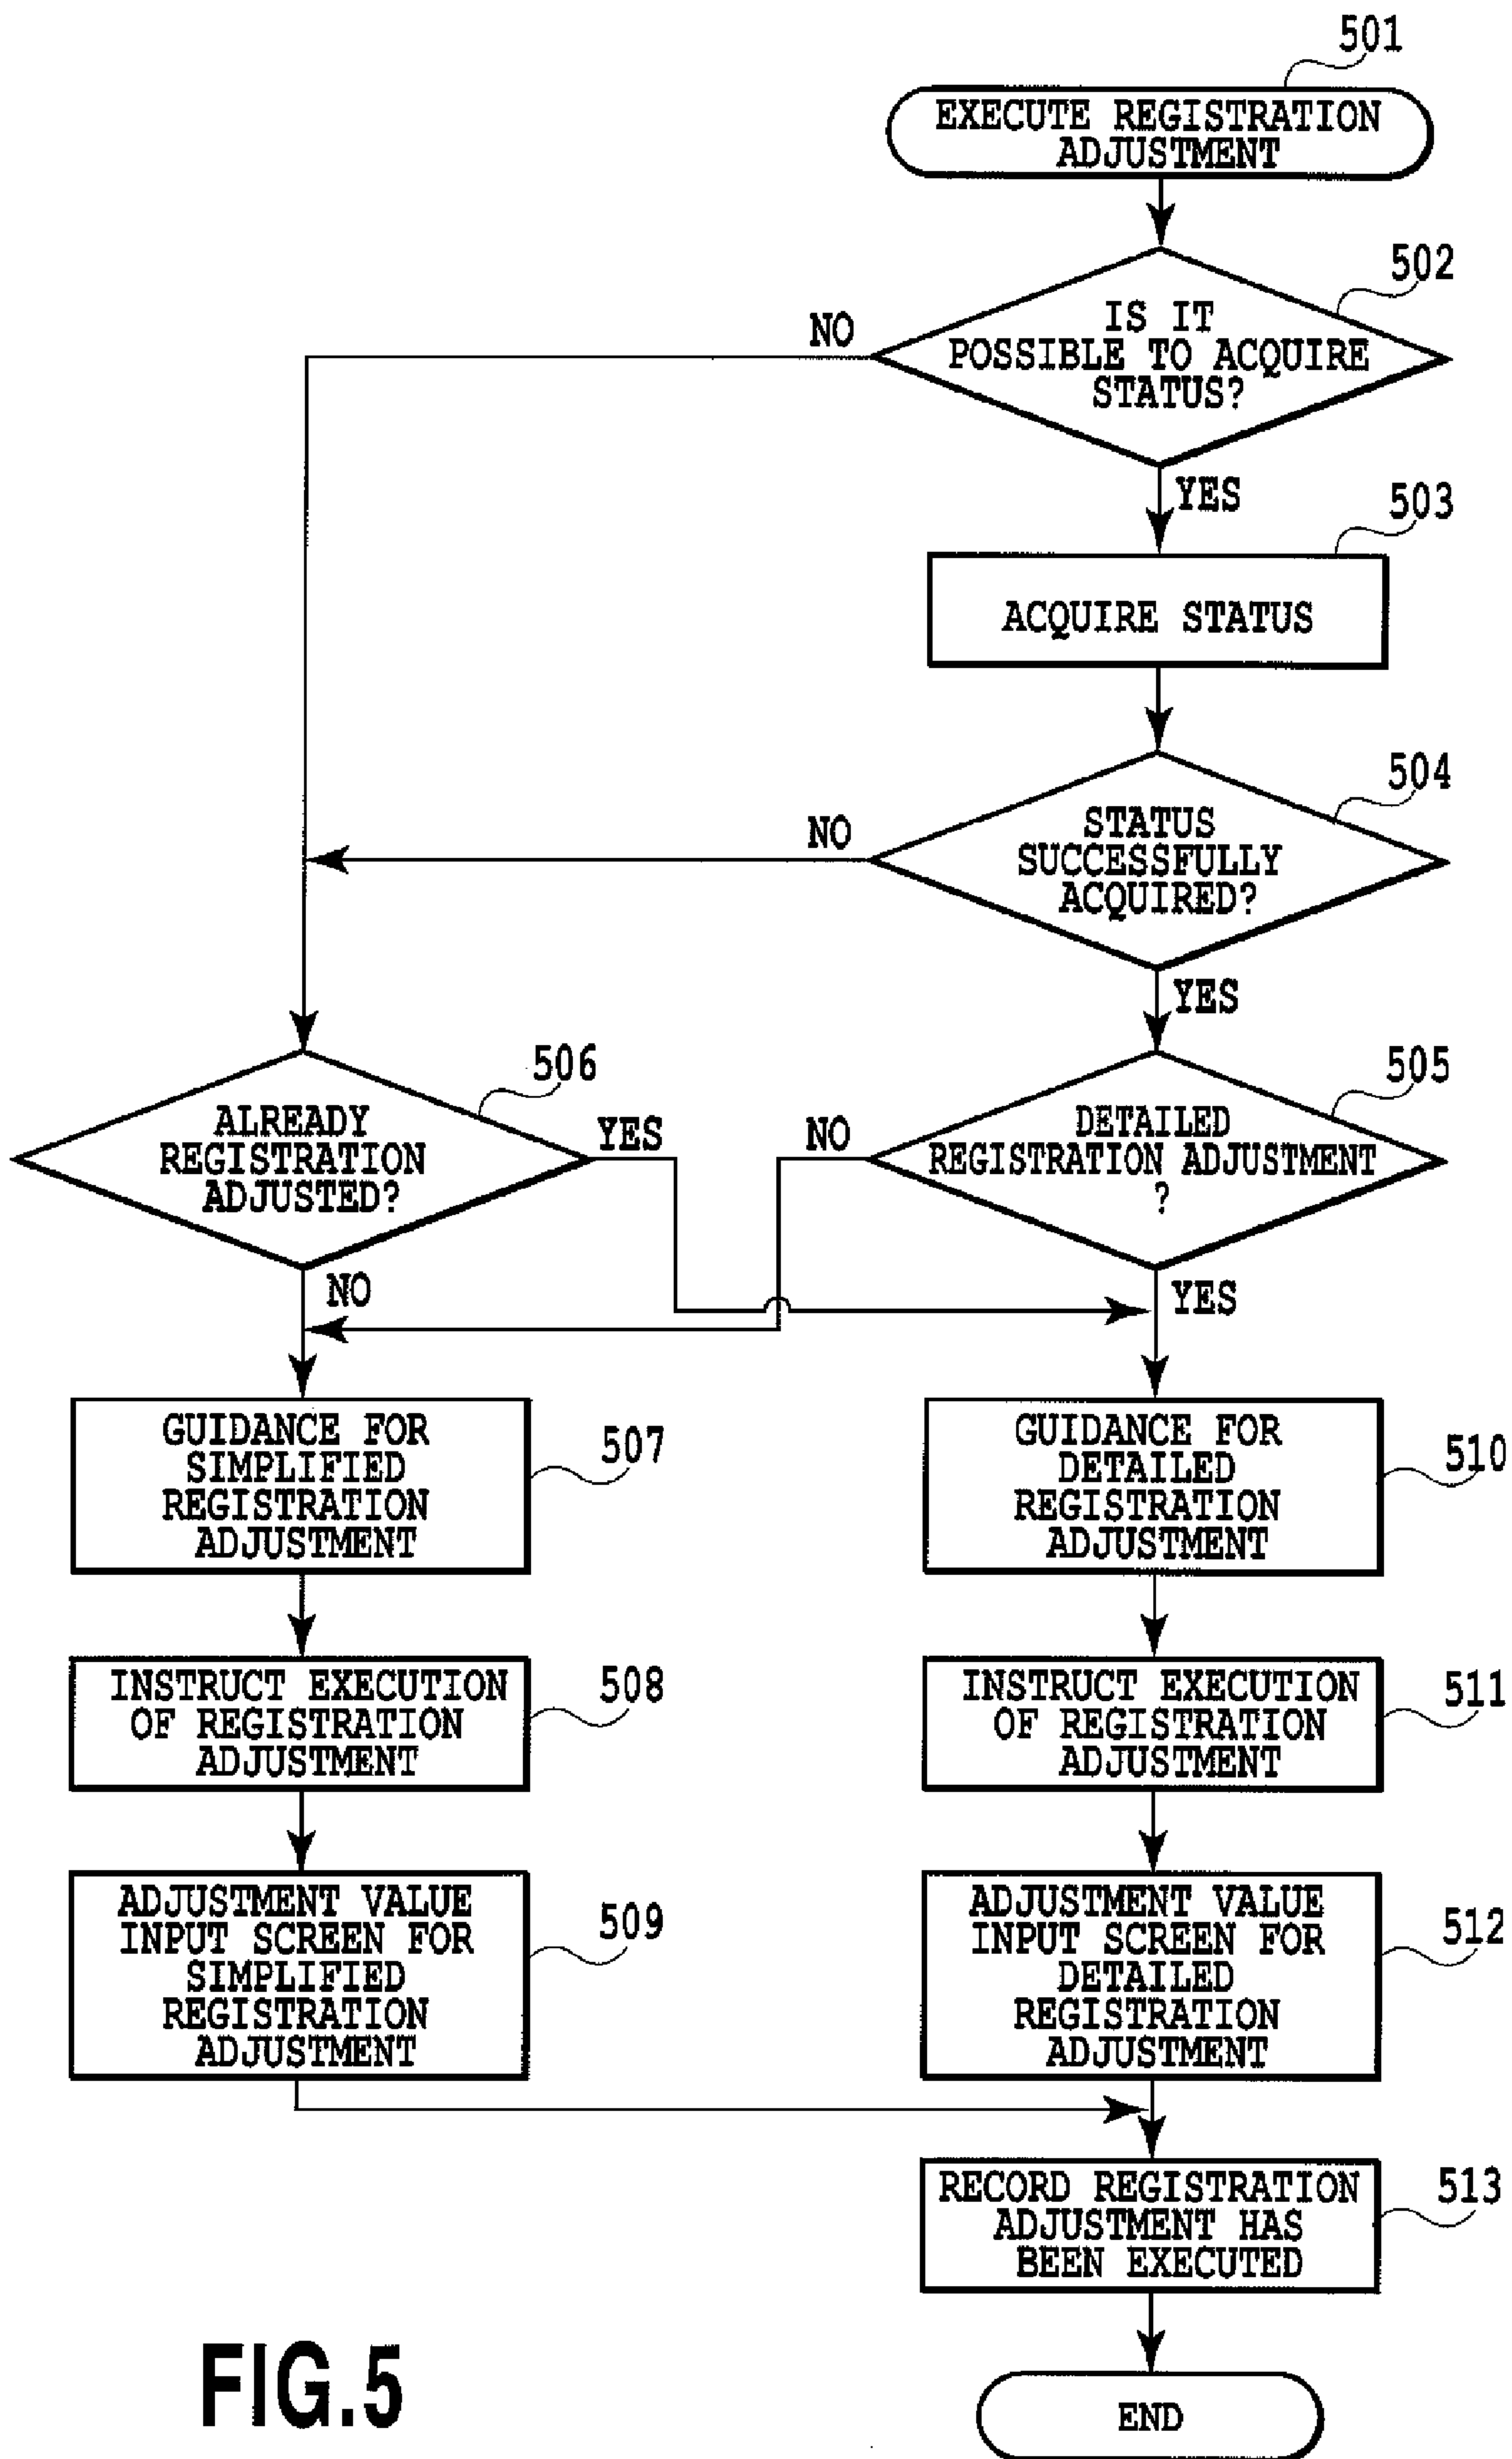 501
EXECUTE REGISTRATION
ADJUSTMENT
502
IS IT
POSSIBLE TO ACQUIRE
STATUS?
NO
YES
503
ACQUIRE STATUS
504
STATUS
SUCCESSFULLY
ACQUIRED?
NO
YES
506
ALREADY
REGISTRATION
ADJUSTED?
YES
NO
505
DETAILED
REGISTRATION ADJUSTMENT
?
NO
YES
GUIDANCE FOR
SIMPLIFIED
REGISTRATION
ADJUSTMENT
507
GUIDANCE FOR
DETAILED
REGISTRATION
ADJUSTMENT
510
INSTRUCT EXECUTION
OF REGISTRATION
ADJUSTMENT
508
INSTRUCT EXECUTION
OF REGISTRATION
ADJUSTMENT
511
ADJUSTMENT VALUE
INPUT SCREEN FOR
SIMPLIFIED
REGISTRATION
ADJUSTMENT
509
ADJUSTMENT VALUE
INPUT SCREEN FOR
DETAILED
REGISTRATION
ADJUSTMENT
512
RECORD REGISTRATION
ADJUSTMENT HAS
BEEN EXECUTED
513
END
FIG.5